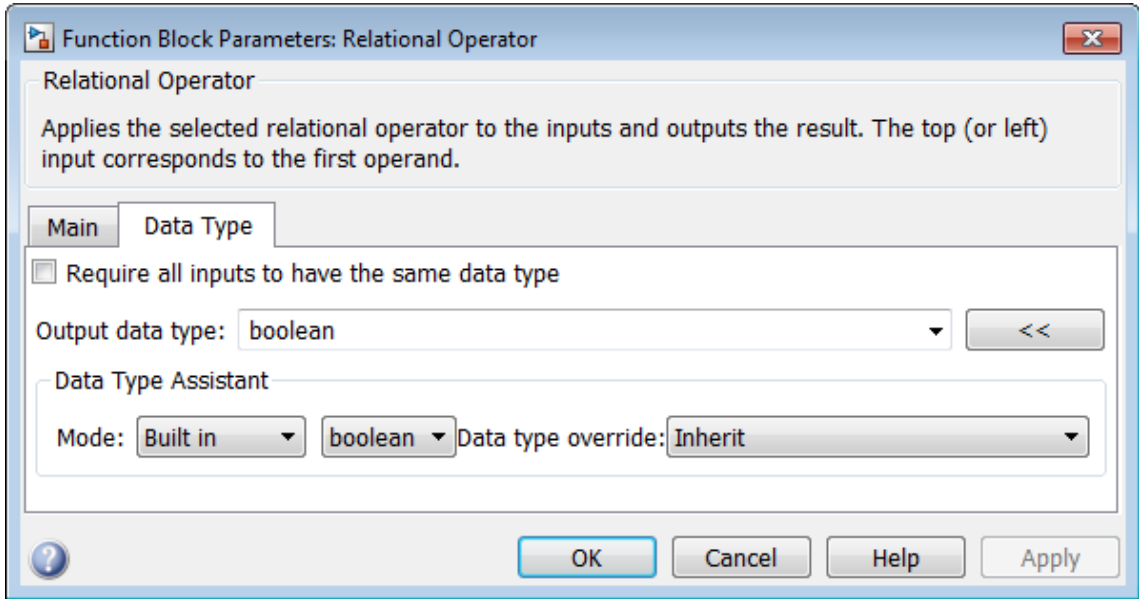 Function Block Parameters: Relational Operator
Relational Operator
Applies the selected relational operator to the inputs and outputs the result. The top (or left)
input corresponds to the first operand.
Main Data Type
Require all inputs to have the same data type
Output data type: boolean <<
Data Type Assistant
Mode: Built in boolean Data type override: Inherit
? OK Cancel Help Apply